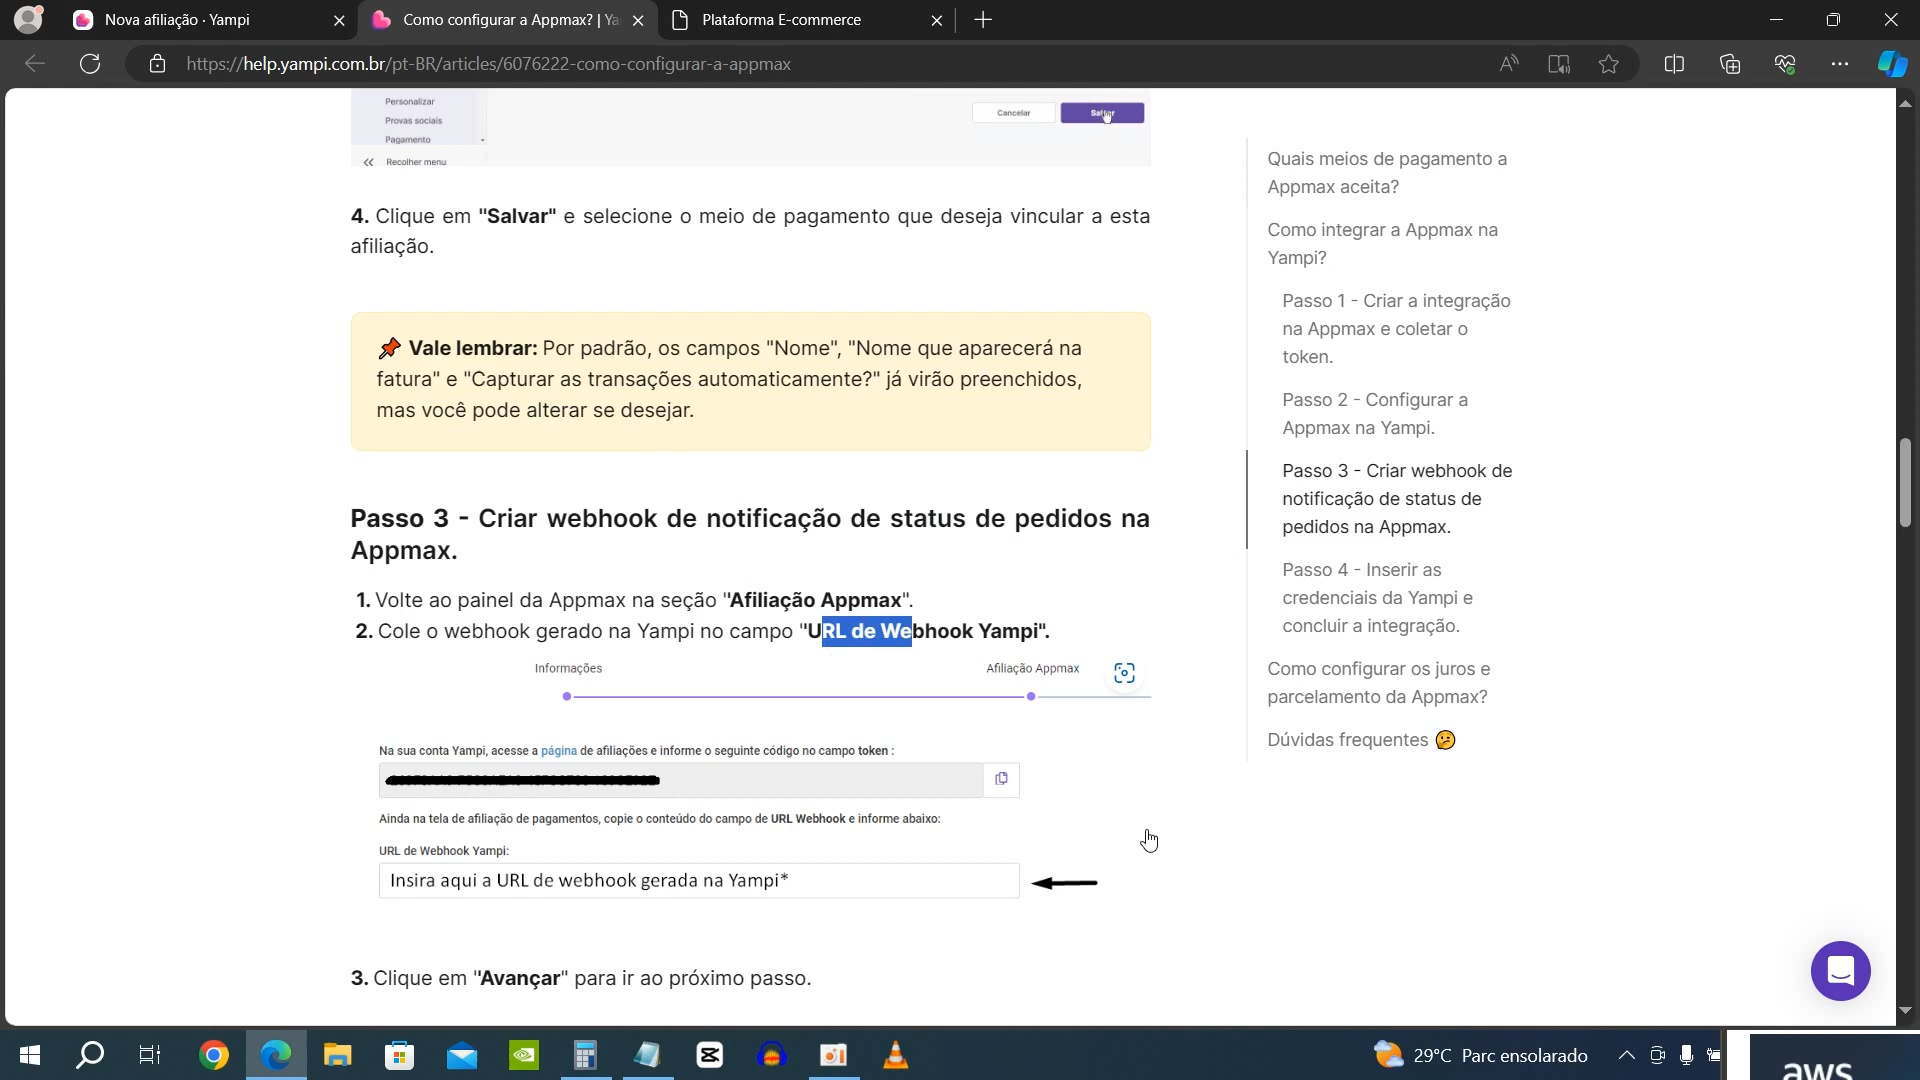 Nova afiliação · Yampi
Como configurar a Appmax? | Ya
Plataforma E-commerce
https://help.yampi.com.br/pt-BR/articles/6076222-como-configurar-a-appmax
Personalizar
Provas sociais
Pagamento
Recolher menu
Cancelar
Salvar
4. Clique em "Salvar" e selecione o meio de pagamento que deseja vincular a esta
afiliação.
📌 Vale lembrar: Por padrão, os campos "Nome", "Nome que aparecerá na
fatura" e "Capturar as transações automaticamente?" já virão preenchidos,
mas você pode alterar se desejar.
Passo 3 - Criar webhook de notificação de status de pedidos na
Appmax.
1. Volte ao painel da Appmax na seção "Afiliação Appmax".
2. Cole o webhook gerado na Yampi no campo "URL de Webhook Yampi".
Informações
Afiliação Appmax
Na sua conta Yampi, acesse a página de afiliações e informe o seguinte código no campo token :
Ainda na tela de afiliação de pagamentos, copie o conteúdo do campo de URL Webhook e informe abaixo:
URL de Webhook Yampi:
Insira aqui a URL de webhook gerada na Yampi*
3. Clique em "Avançar" para ir ao próximo passo.
Quais meios de pagamento a
Appmax aceita?
Como integrar a Appmax na
Yampi?
Passo 1 - Criar a integração
na Appmax e coletar o
token.
Passo 2 - Configurar a
Appmax na Yampi.
Passo 3 - Criar webhook de
notificação de status de
pedidos na Appmax.
Passo 4 - Inserir as
credenciais da Yampi e
concluir a integração.
Como configurar os juros e
parcelamento da Appmax?
Dúvidas frequentes 🤔
29°C Parc ensolarado
aws